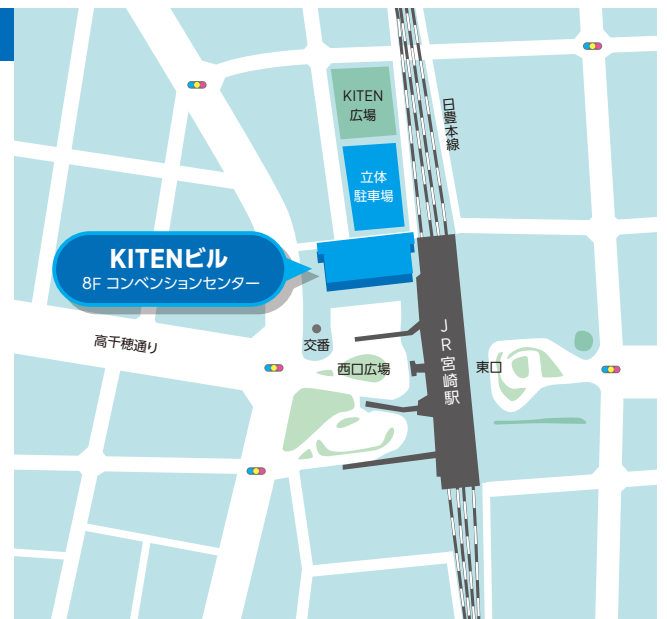 KITEN
広場
日豊本線
立体
駐車場
KITENビル
8F コンベンションセンター
高千穂通り
交番
西口広場
JR宮崎駅
東口